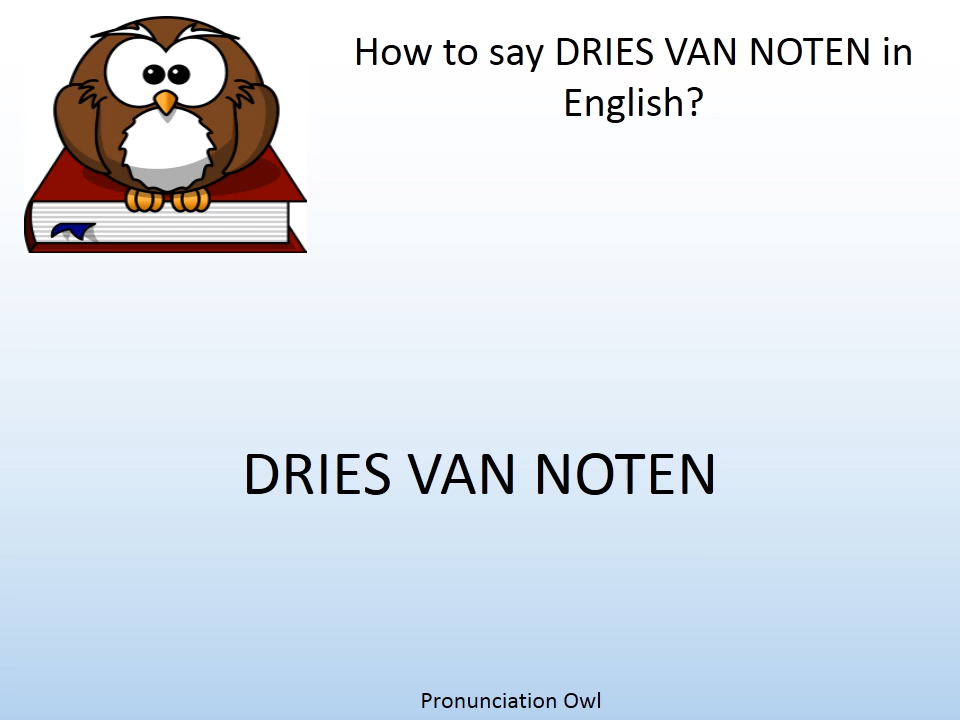 How to say DRIES VAN NOTEN in
English?
DRIES VAN NOTEN
Pronunciation Owl